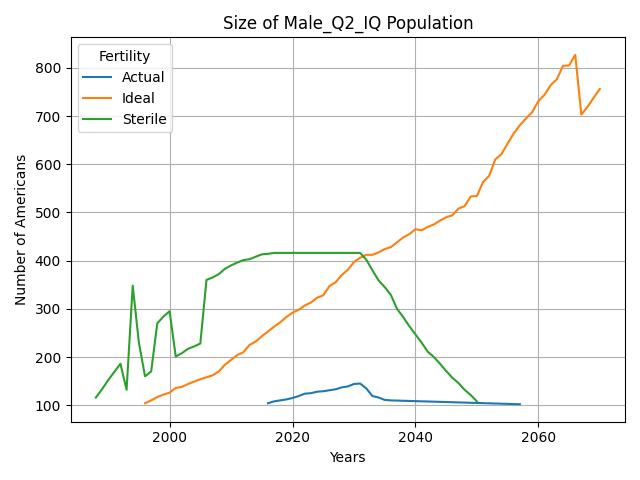 Size of Male_Q2_IQ Population
Fertility
Actual
Ideal
Sterile
Number of Americans
800
700
600
500
400
300
200
100
2000
2020
2040
2060
Years